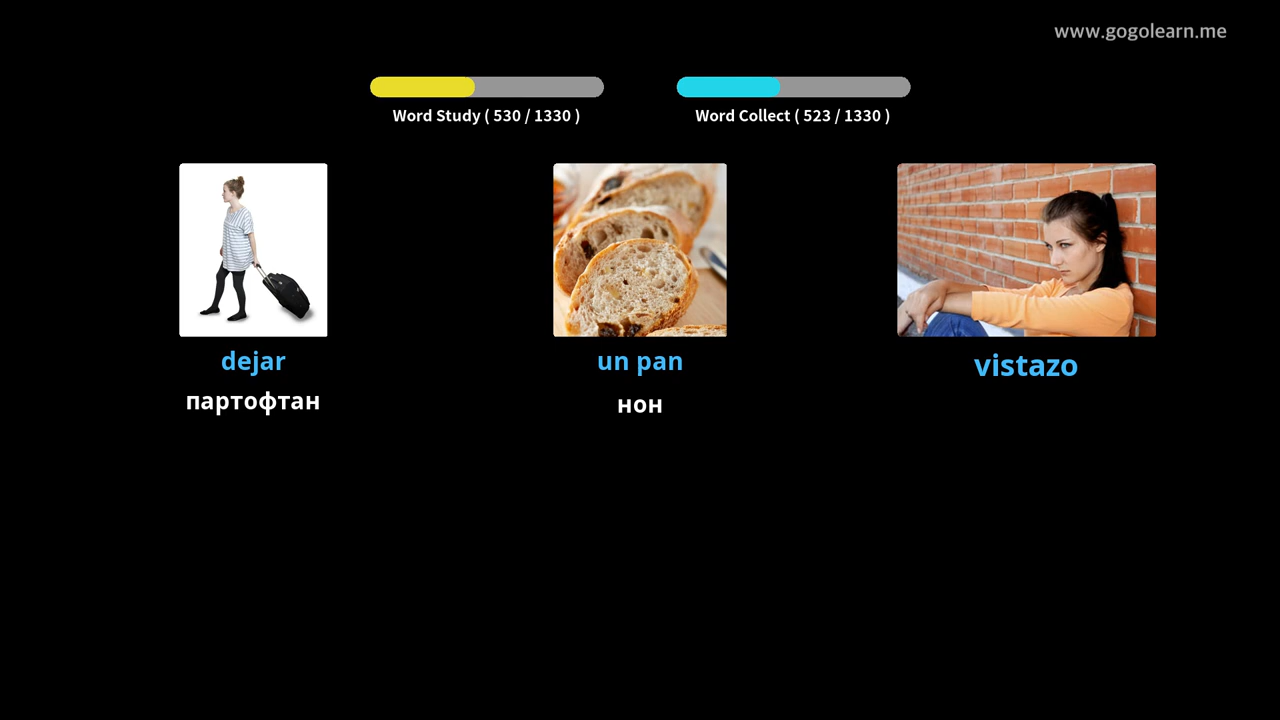 www.gogolearn.me
Word Study ( 530 / 1330 )
Word Collect ( 523 / 1330 )
dejar
партофтан
un pan
нон
vistazo